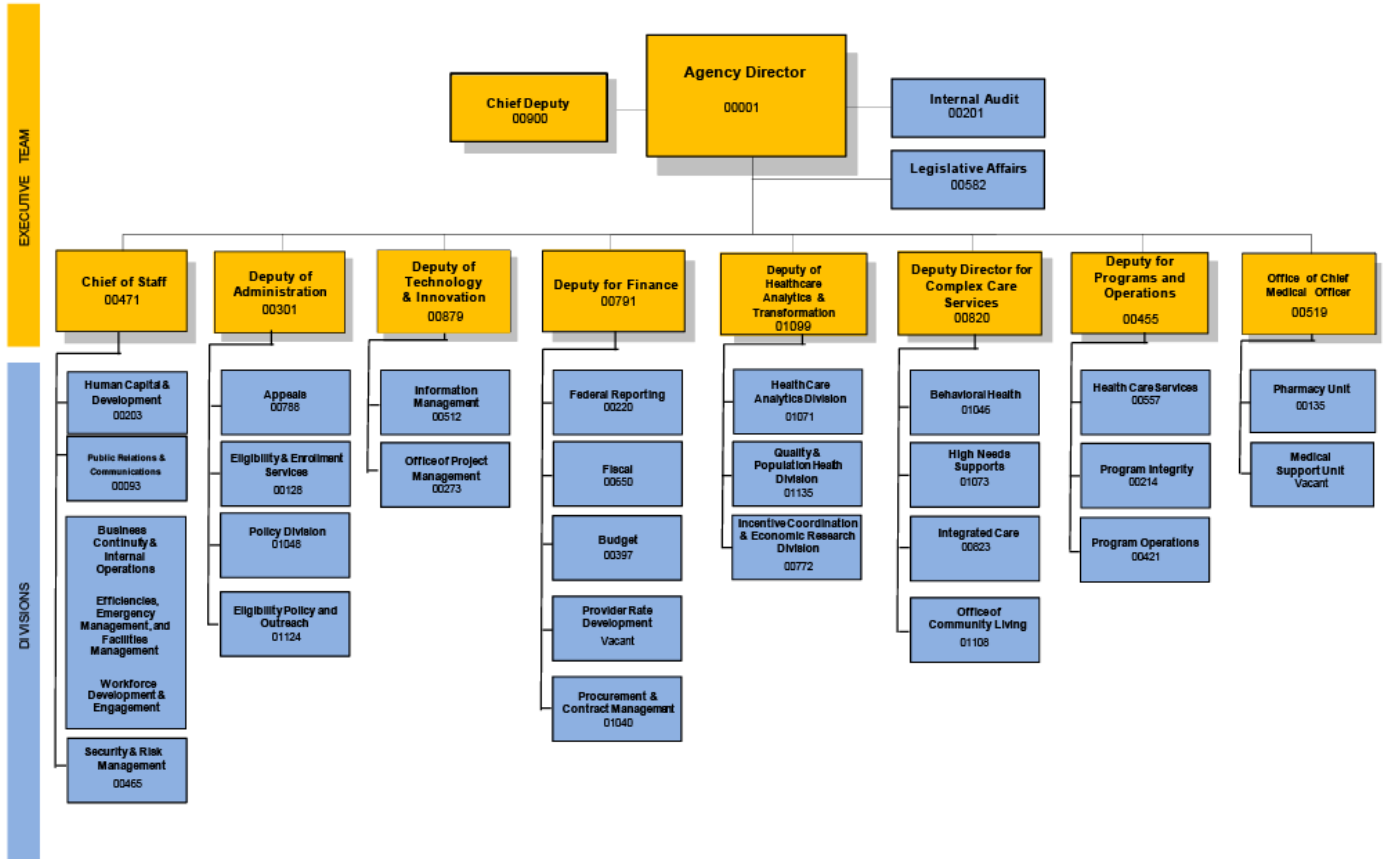 EXECUTIVE TEAM
Agency Director
00001
Chief Deputy
00900
Internal Audit
00201
Legislative Affairs
00582
Chief of Staff
00471
Deputy of
Administration
00301
Deputy of
Technology
& Innovation
00879
Deputy for Finance
00791
Deputy of
Healthcare
Analytics &
Transformation
01099
Deputy Director for
Complex Care
Services
00820
Deputy for
Programs and
Operations
00455
Office of Chief
Medical Officer
00519
DIVISIONS
Human Capital &
Development
00203
Public Relations &
Communications
00093
Business
Continuity &
Internal
Operations
Efficiencies,
Emergency
Management, and
Facilities
Management
Workforce
Development &
Engagement
Security & Risk
Management
00465
Appeals
00788
Eligibility & Enrollment
Services
00128
Policy Division
01048
Eligibility Policy and
Outreach
01124
Information
Management
00512
Office of Project
Management
00273
Federal Reporting
00220
Fiscal
00650
Budget
00397
Provider Rate
Development
Vacant
Procurement &
Contract Management
01040
Health Care
Analytics Division
01071
Quality &
Population Heath
Division
01135
Incentive Coordination
& Economic Research
Division
00772
Behavioral Health
01046
High Needs
Supports
01073
Integrated Care
00823
Office of
Community Living
01108
Health Care Services
00557
Program Integrity
00214
Program Operations
00421
Pharmacy Unit
00135
Medical
Support Unit
Vacant